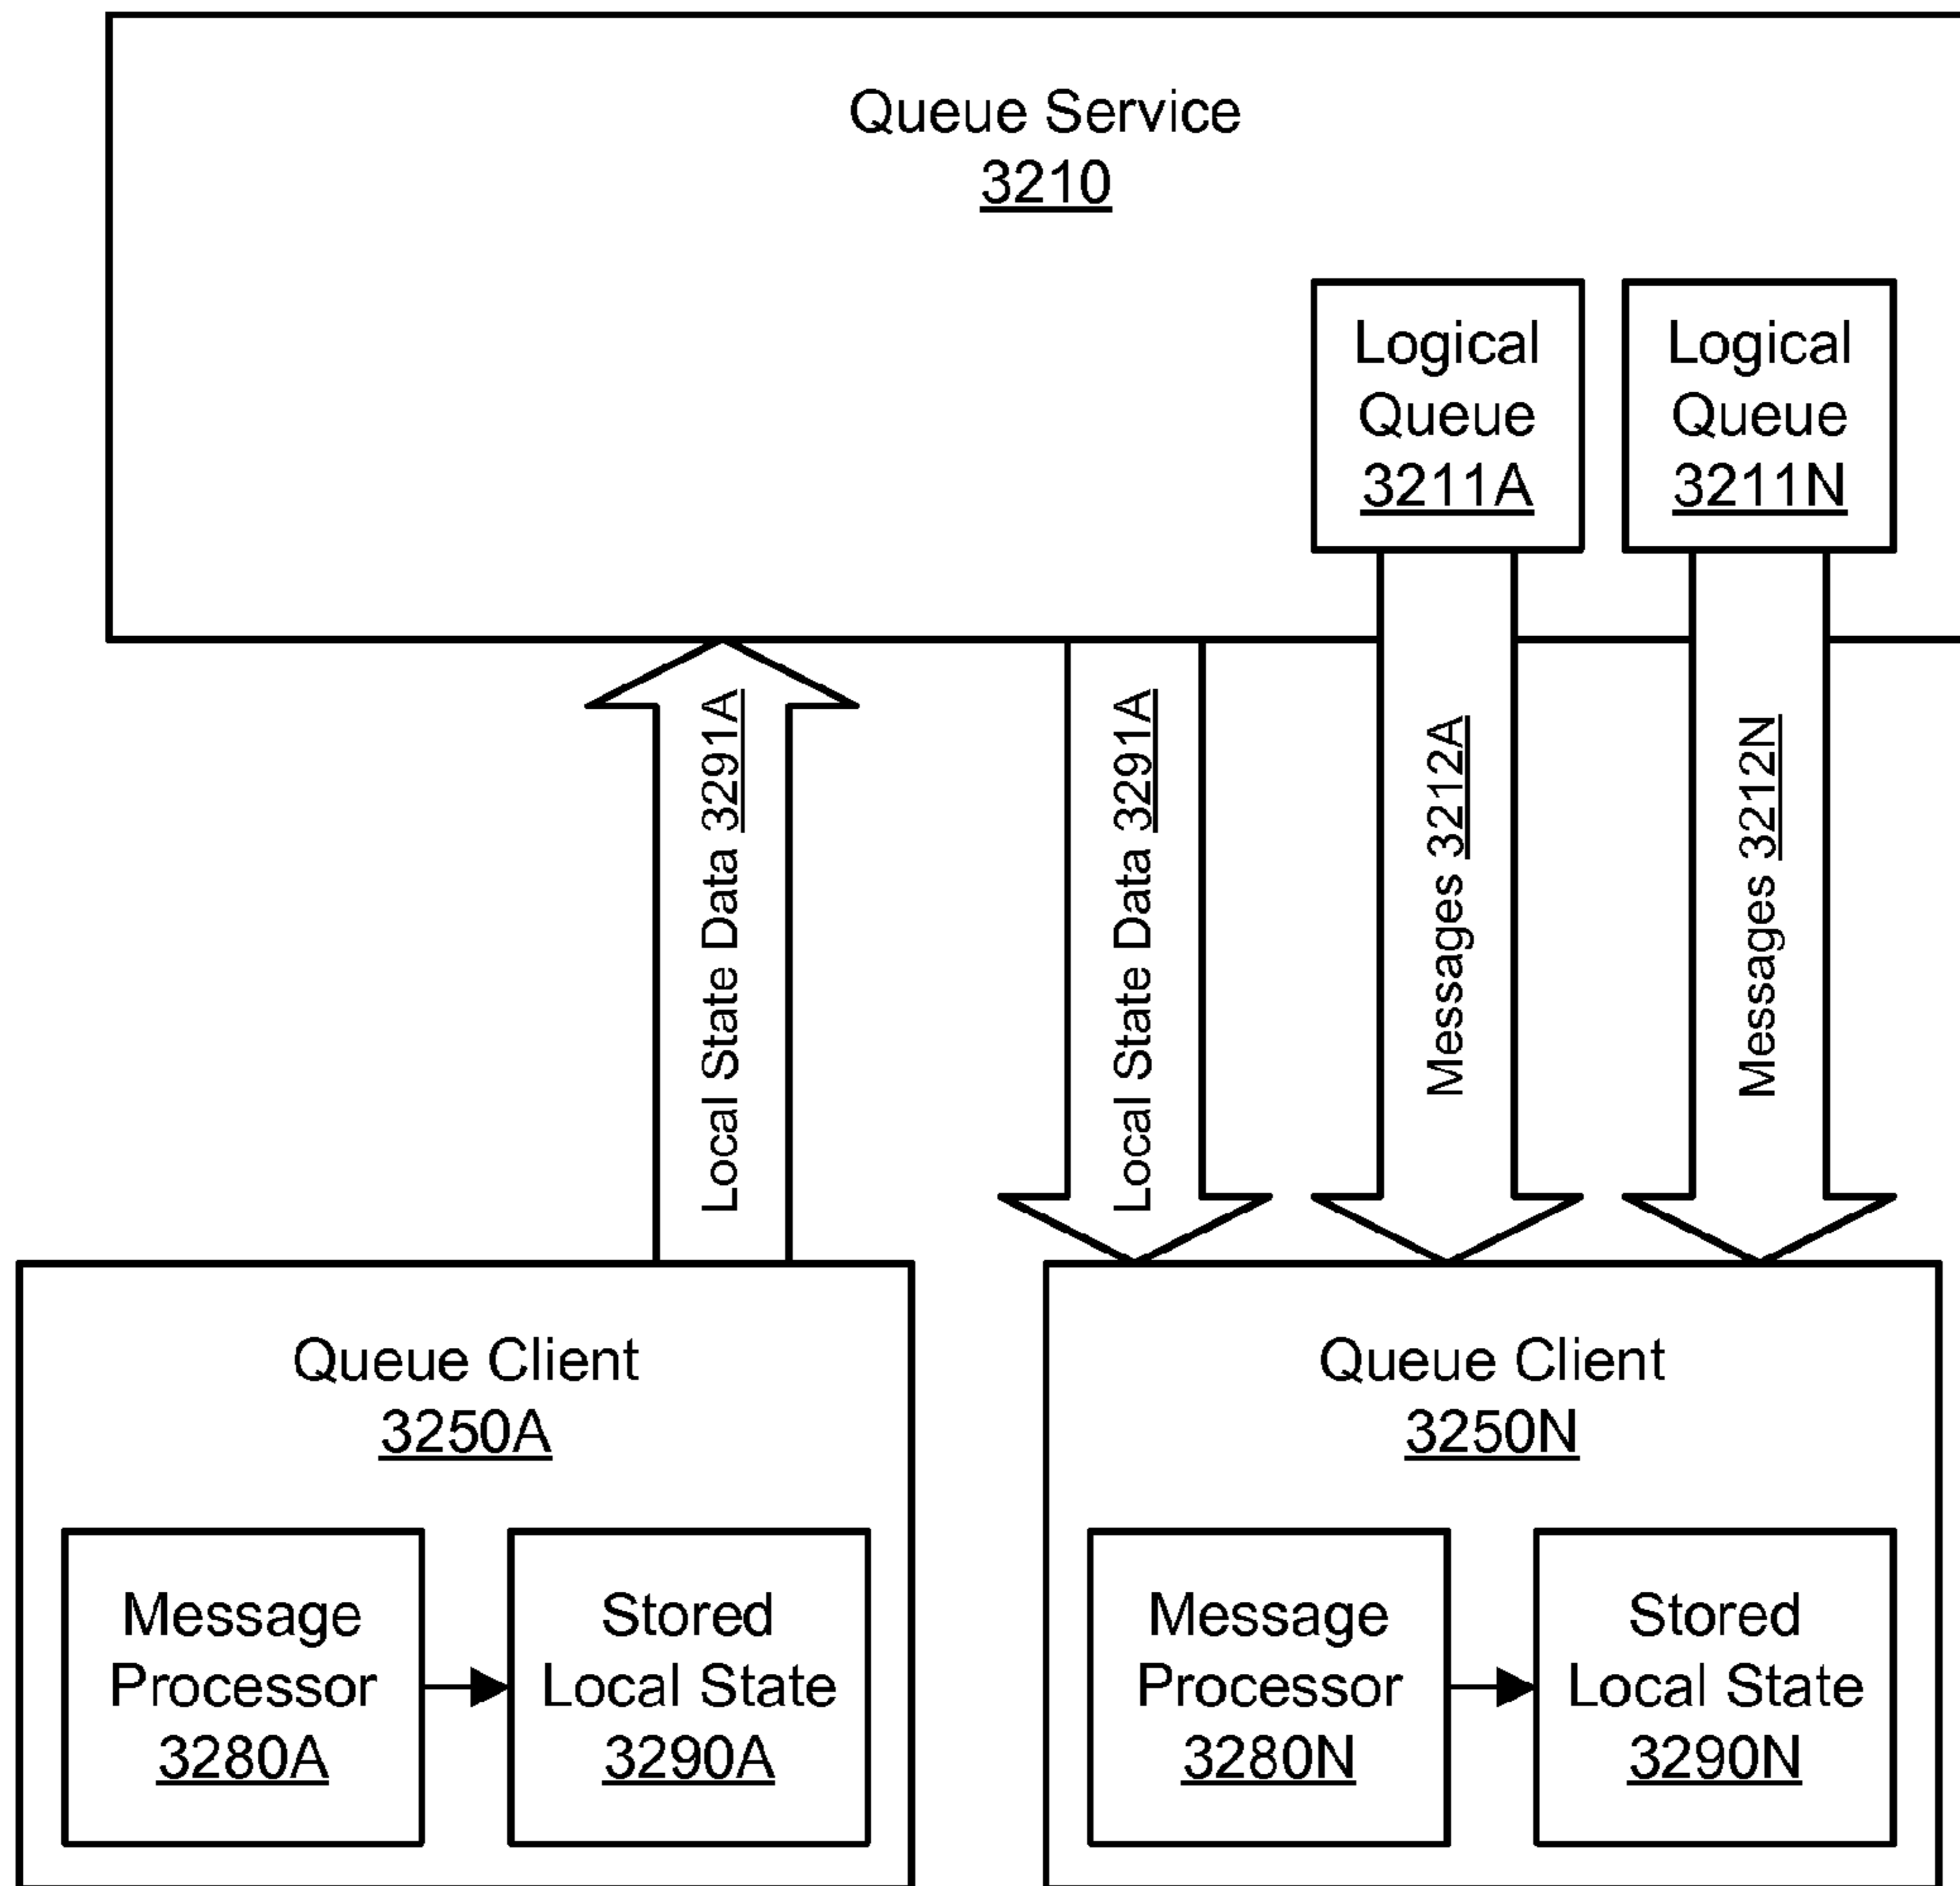 Queue Service
3210
Logical
Queue
3211A
Logical
Queue
3211N
Local State Data 3291A
Local State Data 3291A
Messages 3212A
Messages 3212N
Queue Client
3250A
Message
Processor
3280A
Stored
Local State
3290A
Queue Client
3250N
Message
Processor
3280N
Stored
Local State
3290N